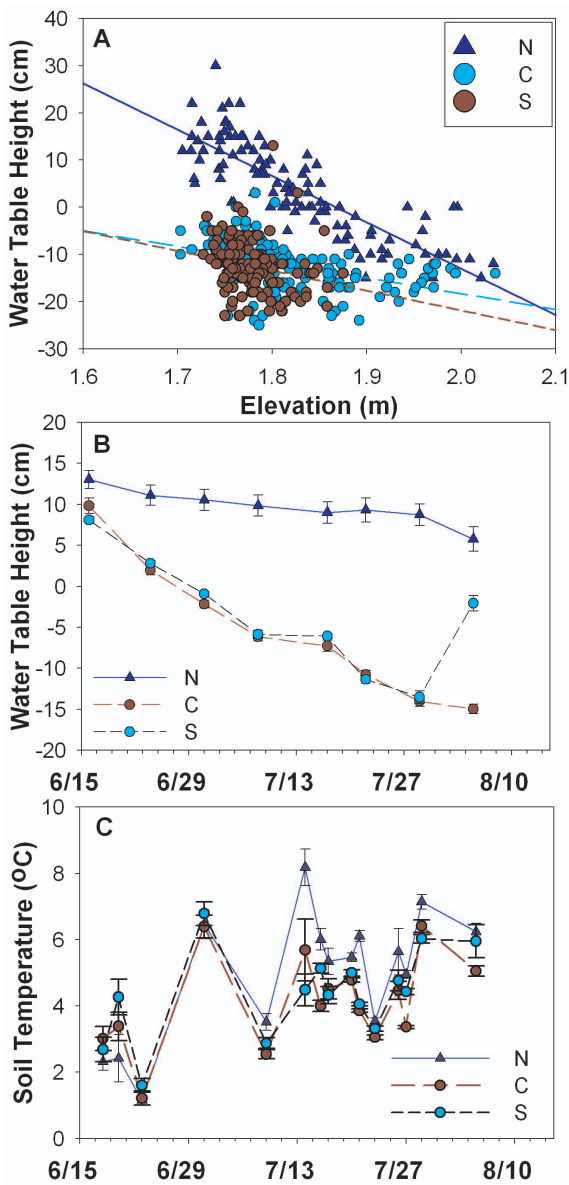 A
N
C
S
Water Table Height (cm)
40
30
20
10
0
-10
-20
-30
1.6 1.7 1.8 1.9 2.0 2.1
Elevation (m)
B
Water Table Height (cm)
20
15
10
5
0
-5
-10
-15
-20
N
C
S
6/15 6/29 7/13 7/27 8/10
C
Soil Temperature (ºC)
10
8
6
4
2
0
N
C
S
6/15 6/29 7/13 7/27 8/10